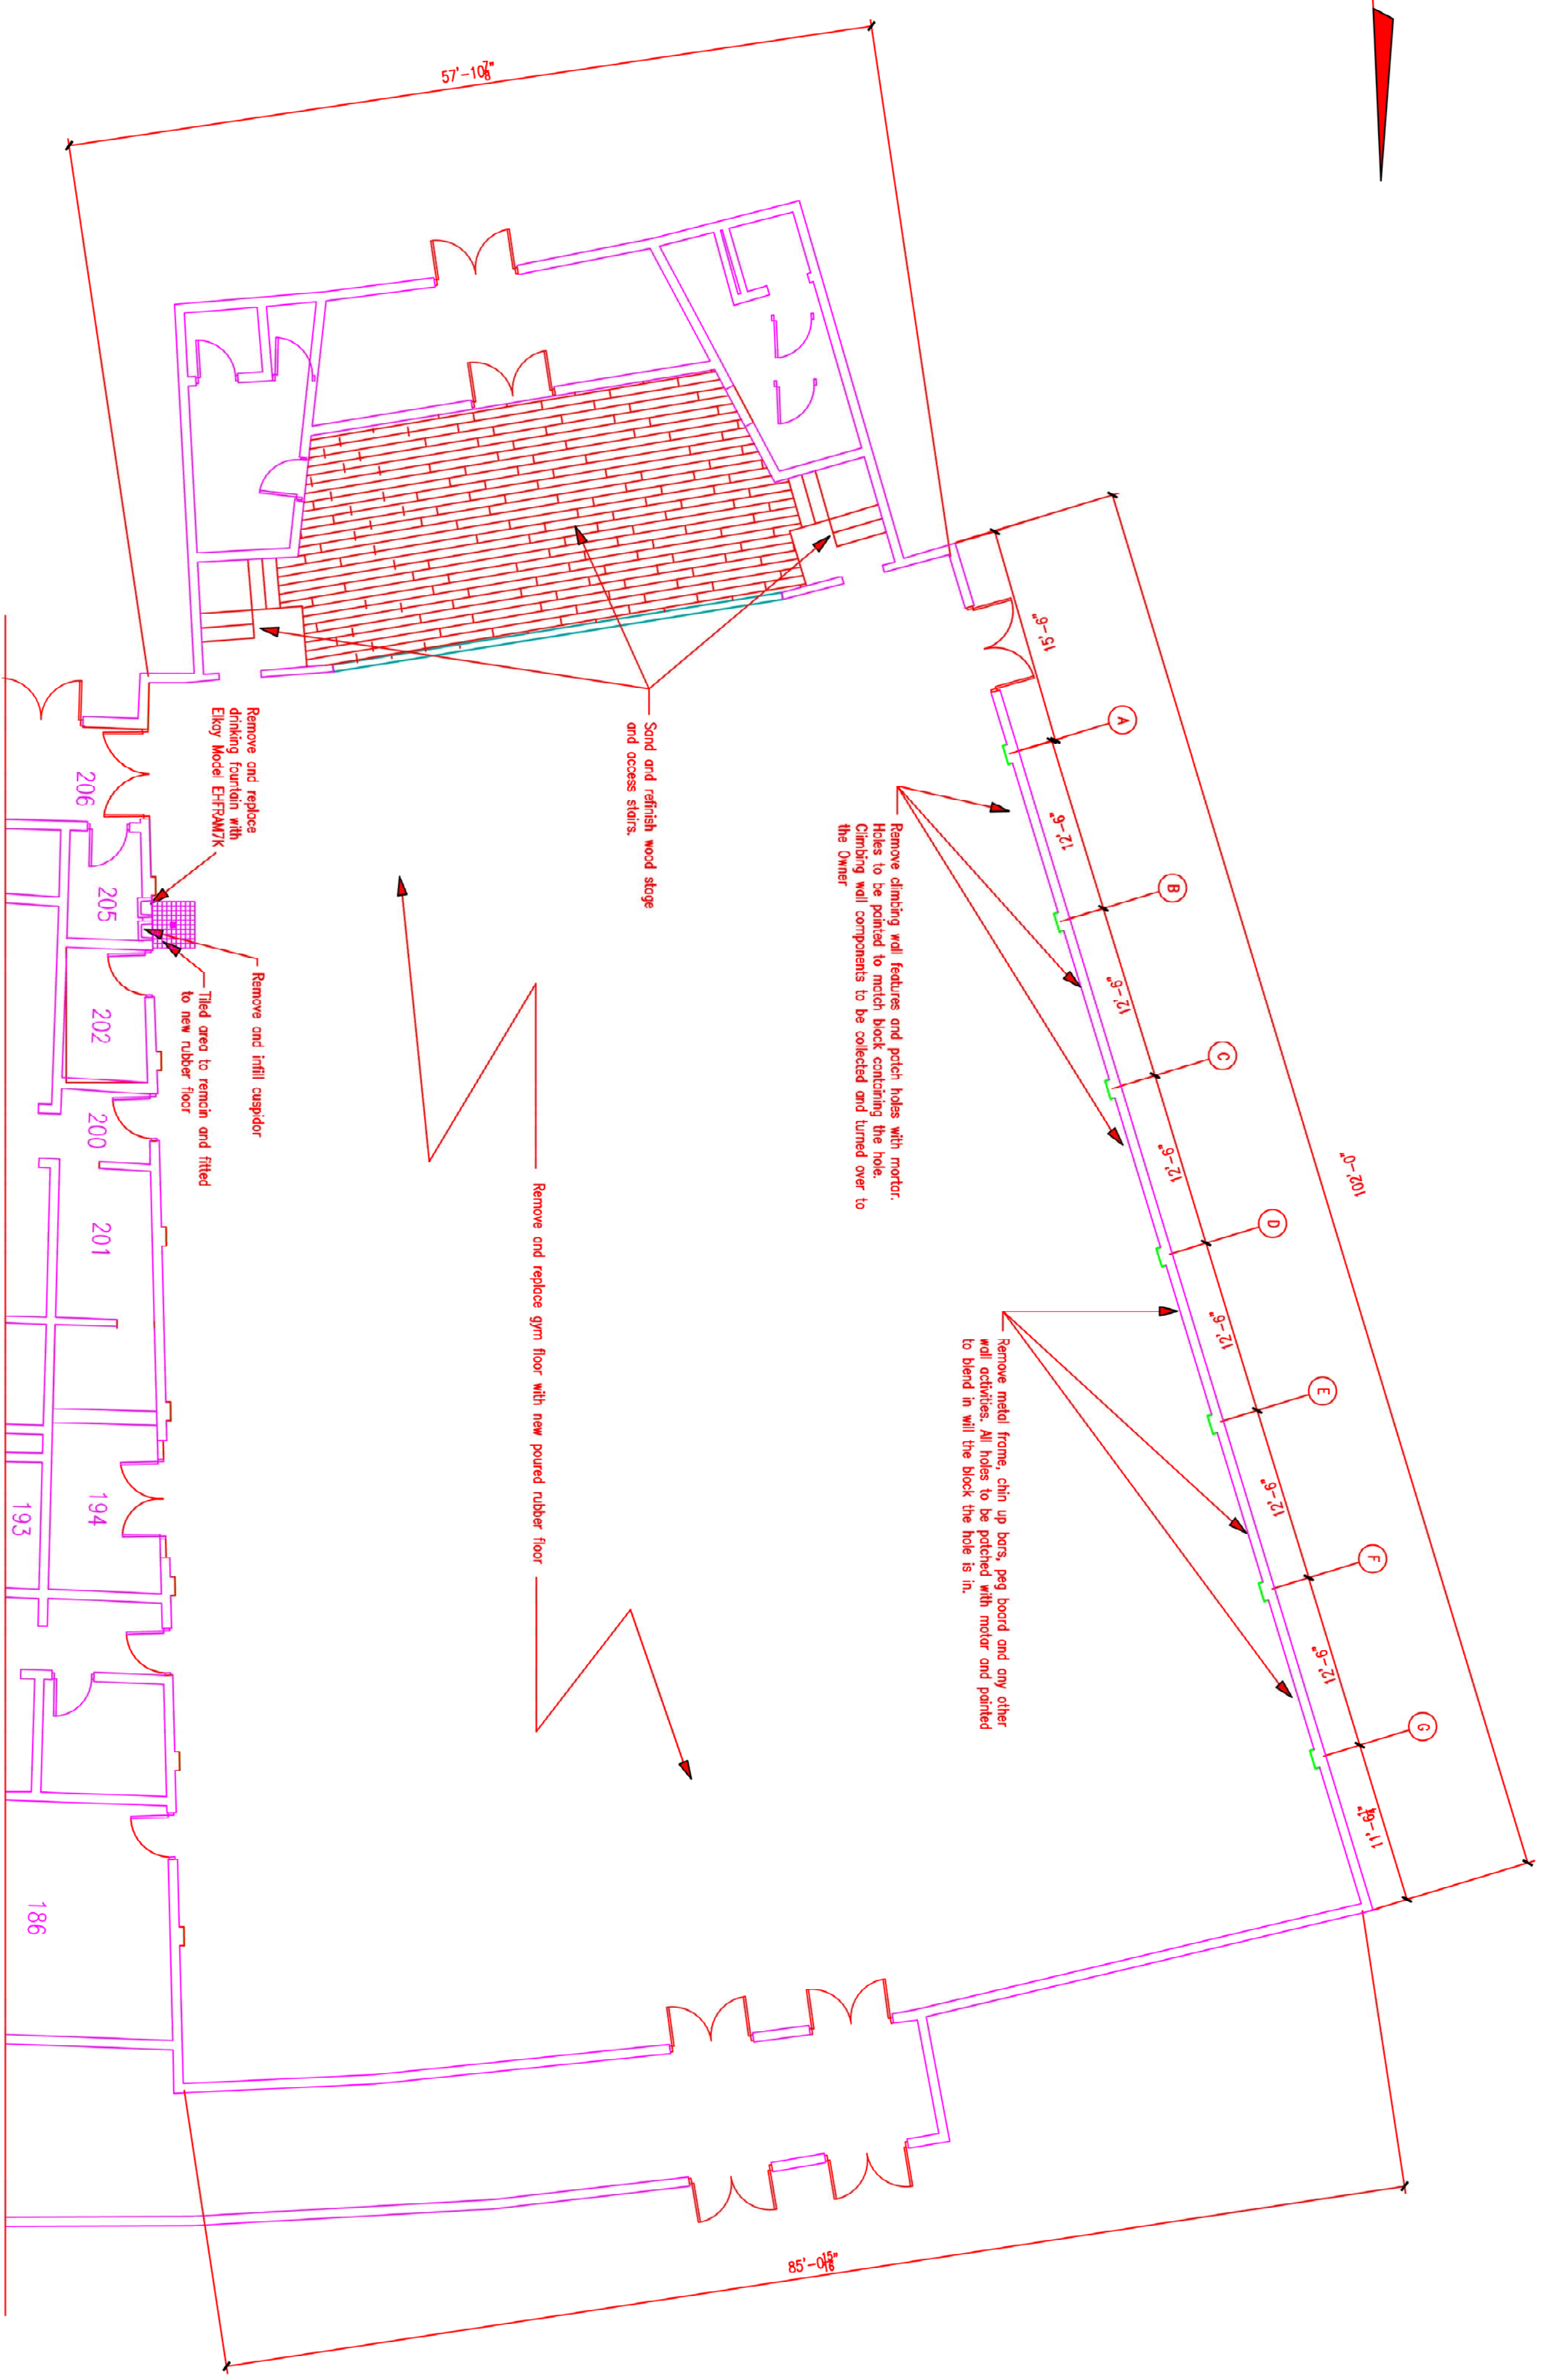 57'-10 7/8"
15'-6"
A
12'-6"
B
12'-6"
C
12'-6"
D
12'-6"
E
12'-6"
F
12'-6"
G
11'-6 1/4"
102'-0"
85'-0 15/16"
Remove climbing wall features and patch holes with mortar.
Holes to be painted to match block containing the hole.
Climbing wall components to be collected and turned over to
the Owner
Remove metal frame, chin up bars, peg board and any other
wall activities. All holes to be patched with motar and painted
to blend in will the block the hole is in.
Sand and refinish wood stage
and access stairs.
Remove and replace gym floor with new poured rubber floor
Remove and replace
drinking fountain with
Elkay Model EHFRAM7K
Remove and infill cuspidor
Tiled area to remain and fitted
to new rubber floor
206
205
202
200
201
194
193
186